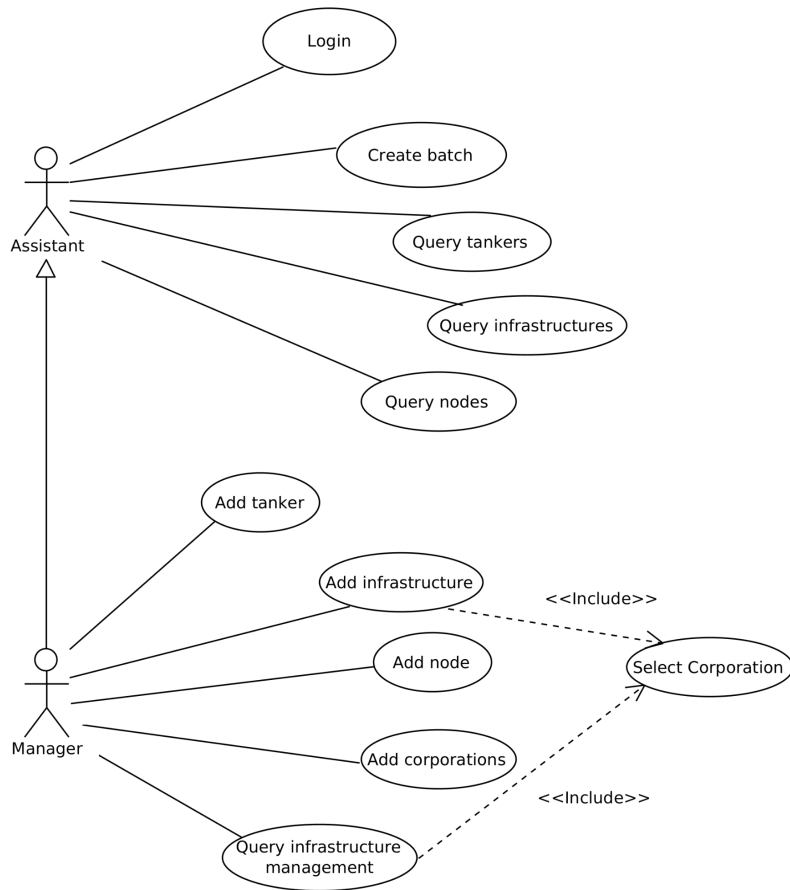 Login
Create batch
Assistant
Query tankers
Query infrastructures
Query nodes
Add tanker
Add infrastructure
<<Include>>
Add node
Select Corporation
Manager
Add corporations
<<Include>>
Query infrastructure
management